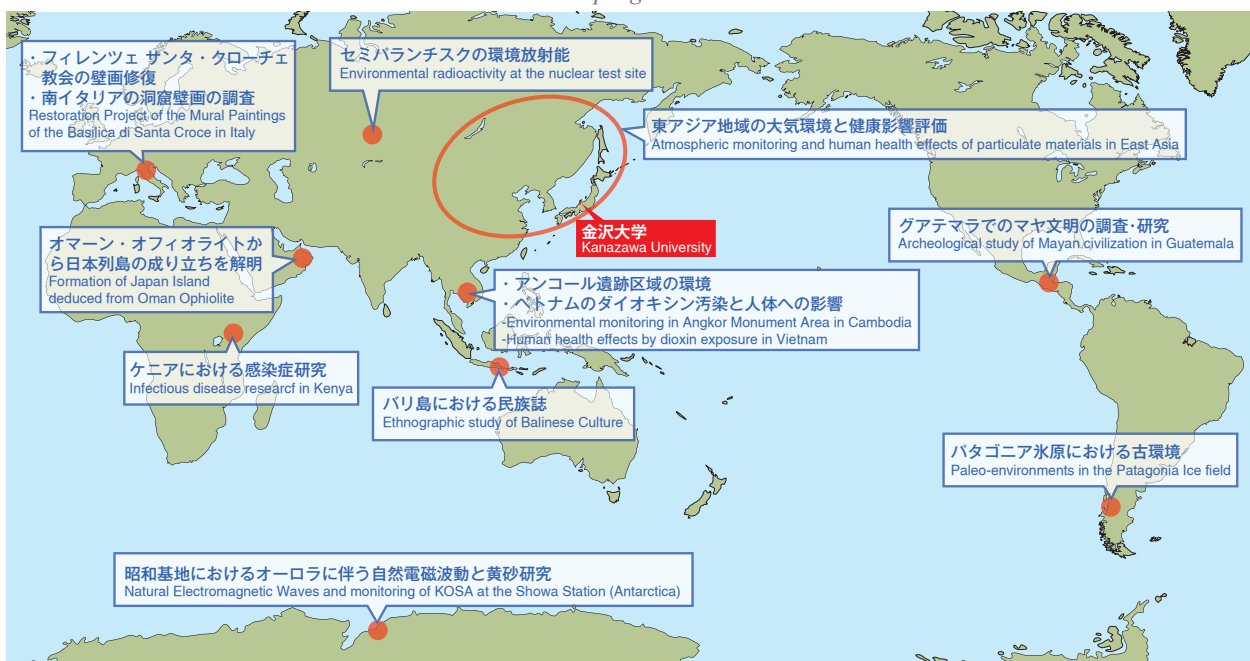 ・フィレンツェ サンタ・クローチェ
教会の壁画修復
・南イタリアの洞窟壁画の調査
Restoration Project of the Mural Paintings
of the Basilica di Santa Croce in Italy
セミパランチスクの環境放射能
Environmental radioactivity at the nuclear test site
東アジア地域の大気環境と健康影響評価
Atmospheric monitoring and human health effects of particulate materials in East Asia
金沢大学
Kanazawa University
グアテマラでのマヤ文明の調査・研究
Archeological study of Mayan civilization in Guatemala
オマーン・オフィオライトか
ら日本列島の成り立ちを解明
Formation of Japan Island
deduced from Oman Ophiolite
・アンコール遺跡区域の環境
・ベトナムのダイオキシン汚染と人体への影響
-Environmental monitoring in Angkor Monument Area in Cambodia
-Human health effects by dioxin exposure in Vietnam
ケニアにおける感染症研究
Infectious disease researcf in Kenya
バリ島における民族誌
Ethnographic study of Balinese Culture
パタゴニア氷原における古環境
Paleo-environments in the Patagonia Ice field
昭和基地におけるオーロラに伴う自然電磁波動と黄砂研究
Natural Electromagnetic Waves and monitoring of KOSA at the Showa Station (Antarctica)